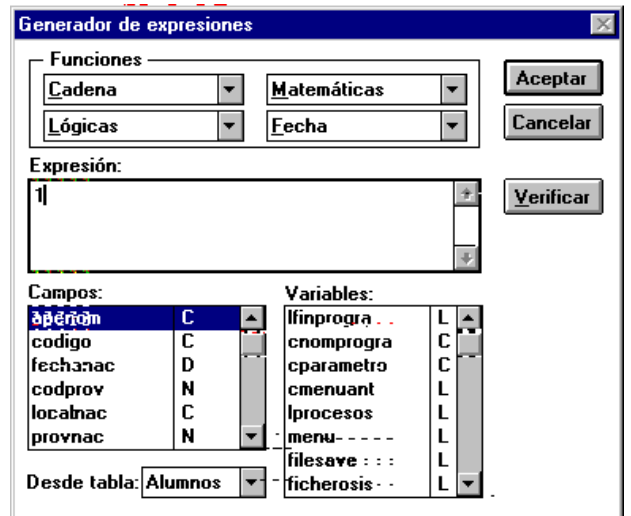 Generador de expresiones
Funciones
Cadena Matemáticas Aceptar
Lógicas Fecha Cancelar
Expresión:
1 Verificar
Campos: Variables:
aperiom C lfinprogra L
codigo C cnomprogra C
fechanac D cparametro C
codprov N cmenuant L
localnac C lprocesos L
provnac N menu L
filesave L
Desde tabla: Alumnos ficherosis L